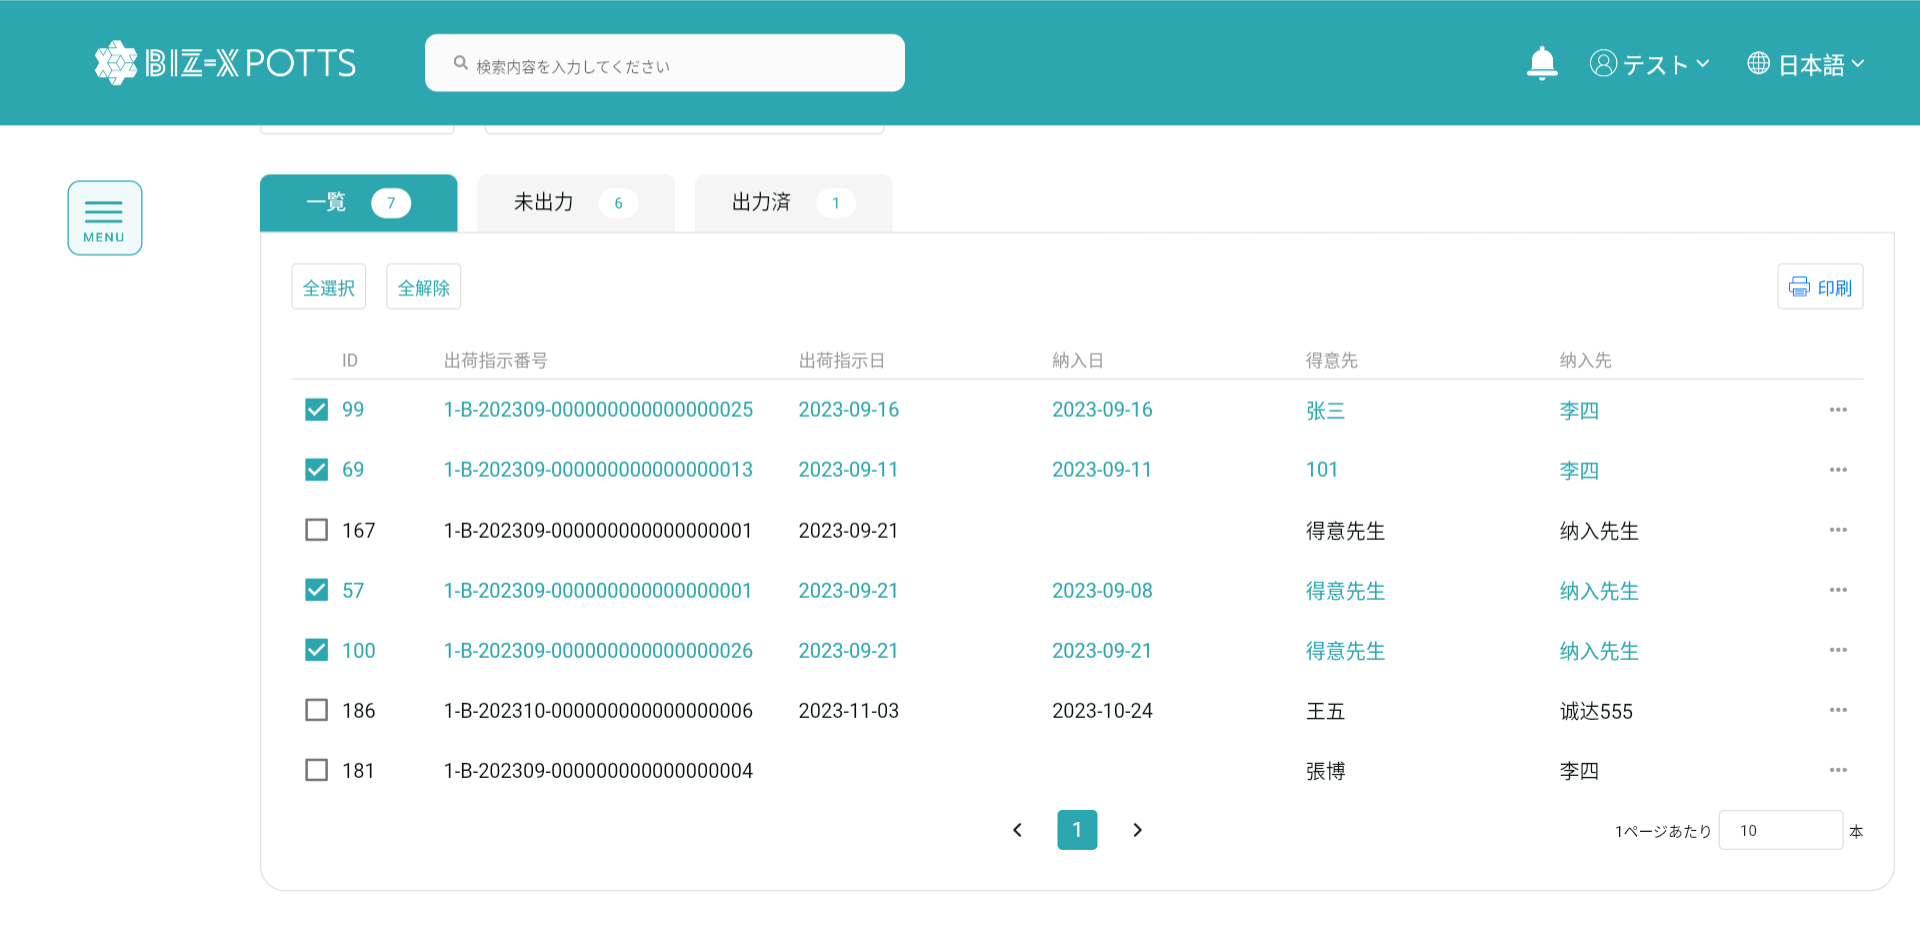 BIZ=X POTTS
検索内容を入力してください
テスト
日本語
MENU
一覧 7
未出力 6
出力済 1
全選択 全解除 印刷
ID 出荷指示番号 出荷指示日 納入日 得意先 纳入先
99 1-B-202309-000000000000000025 2023-09-16 2023-09-16 张三 李四
69 1-B-202309-000000000000000013 2023-09-11 2023-09-11 101 李四
167 1-B-202309-000000000000000001 2023-09-21 得意先生 纳入先生
57 1-B-202309-000000000000000001 2023-09-21 2023-09-08 得意先生 纳入先生
100 1-B-202309-000000000000000026 2023-09-21 2023-09-21 得意先生 纳入先生
186 1-B-202310-000000000000000006 2023-11-03 2023-10-24 王五 诚达555
181 1-B-202309-000000000000000004 張博 李四
1
1ページあたり 10 本